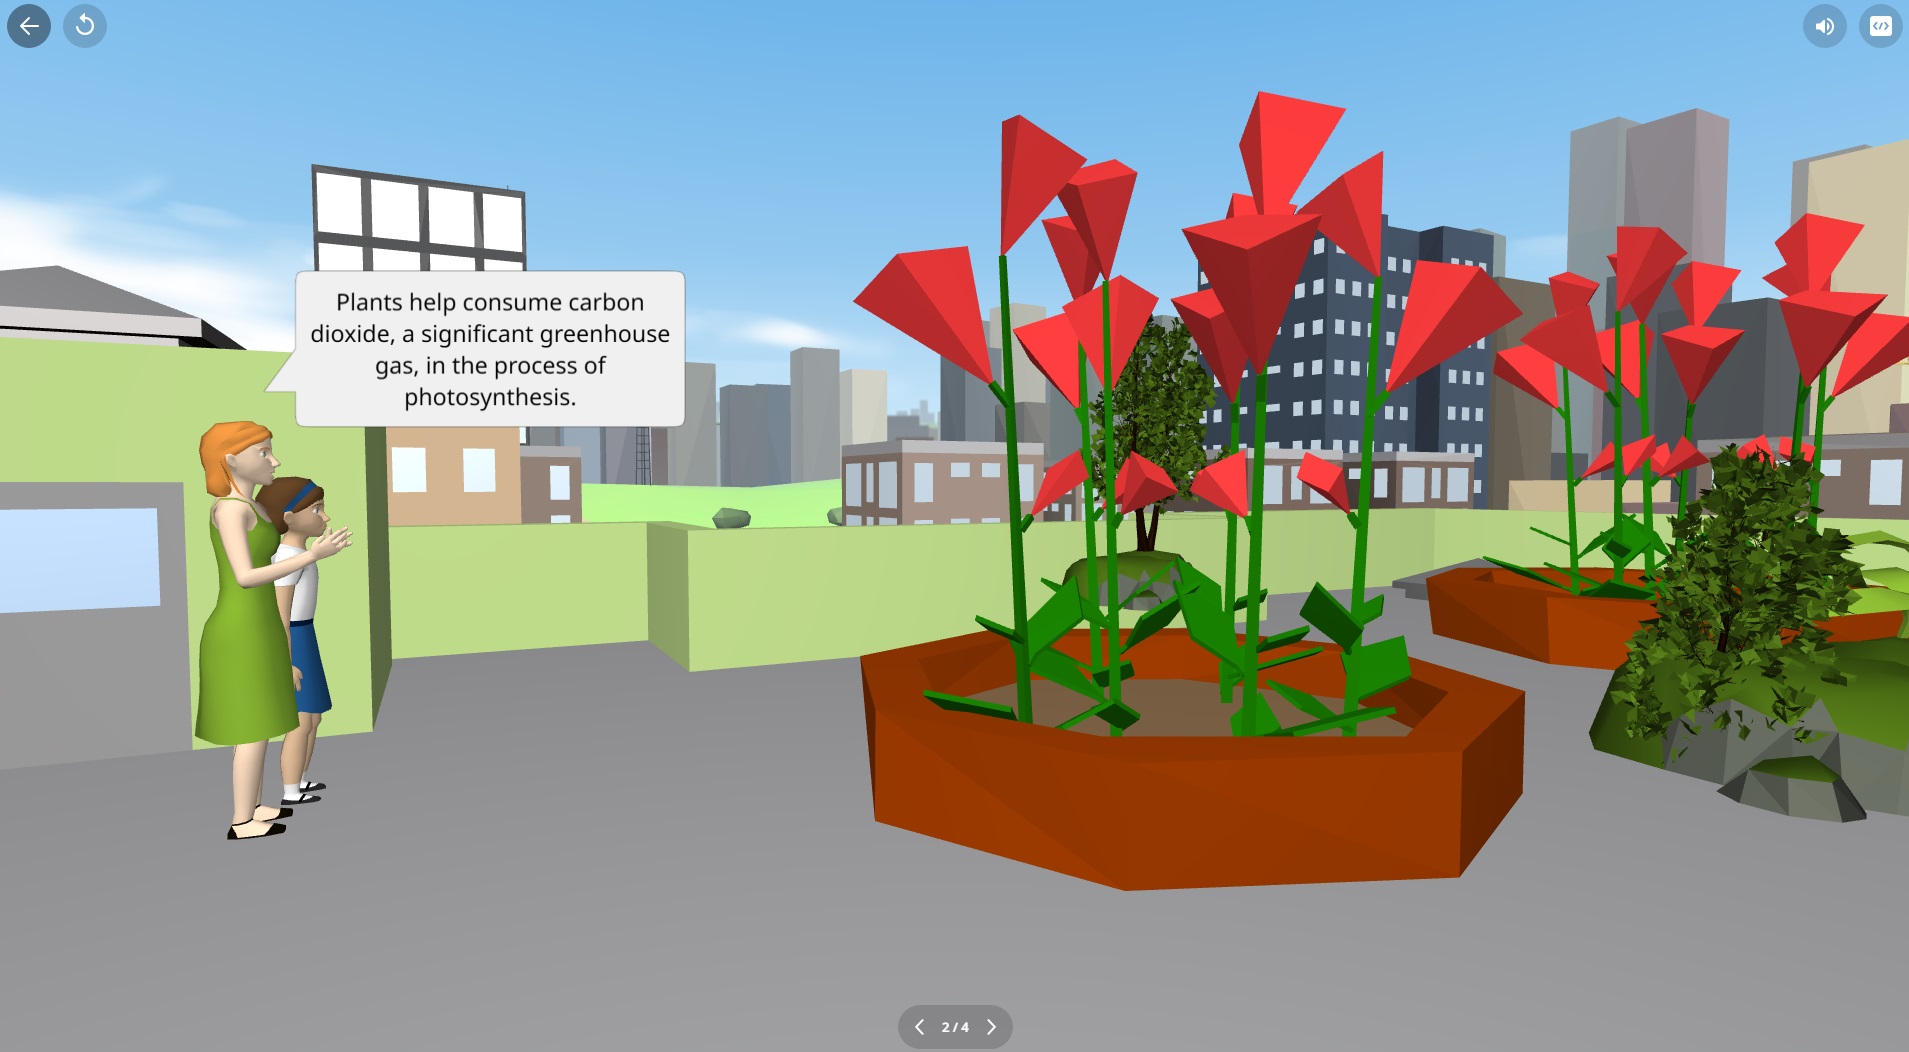 Plants help consume carbon
dioxide, a significant greenhouse
gas, in the process of
photosynthesis.
2/4